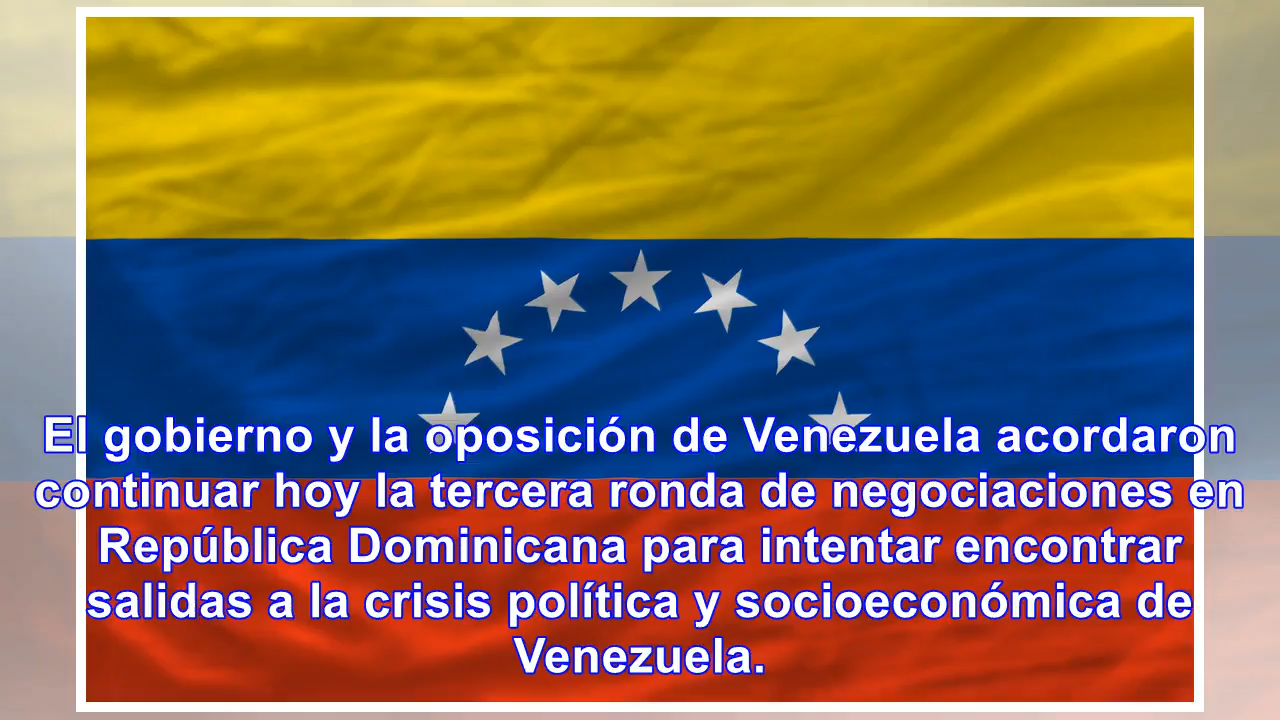 El gobierno y la oposición de Venezuela acordaron
continuar hoy la tercera ronda de negociaciones en
República Dominicana para intentar encontrar
salidas a la crisis política y socioeconómica de
Venezuela.